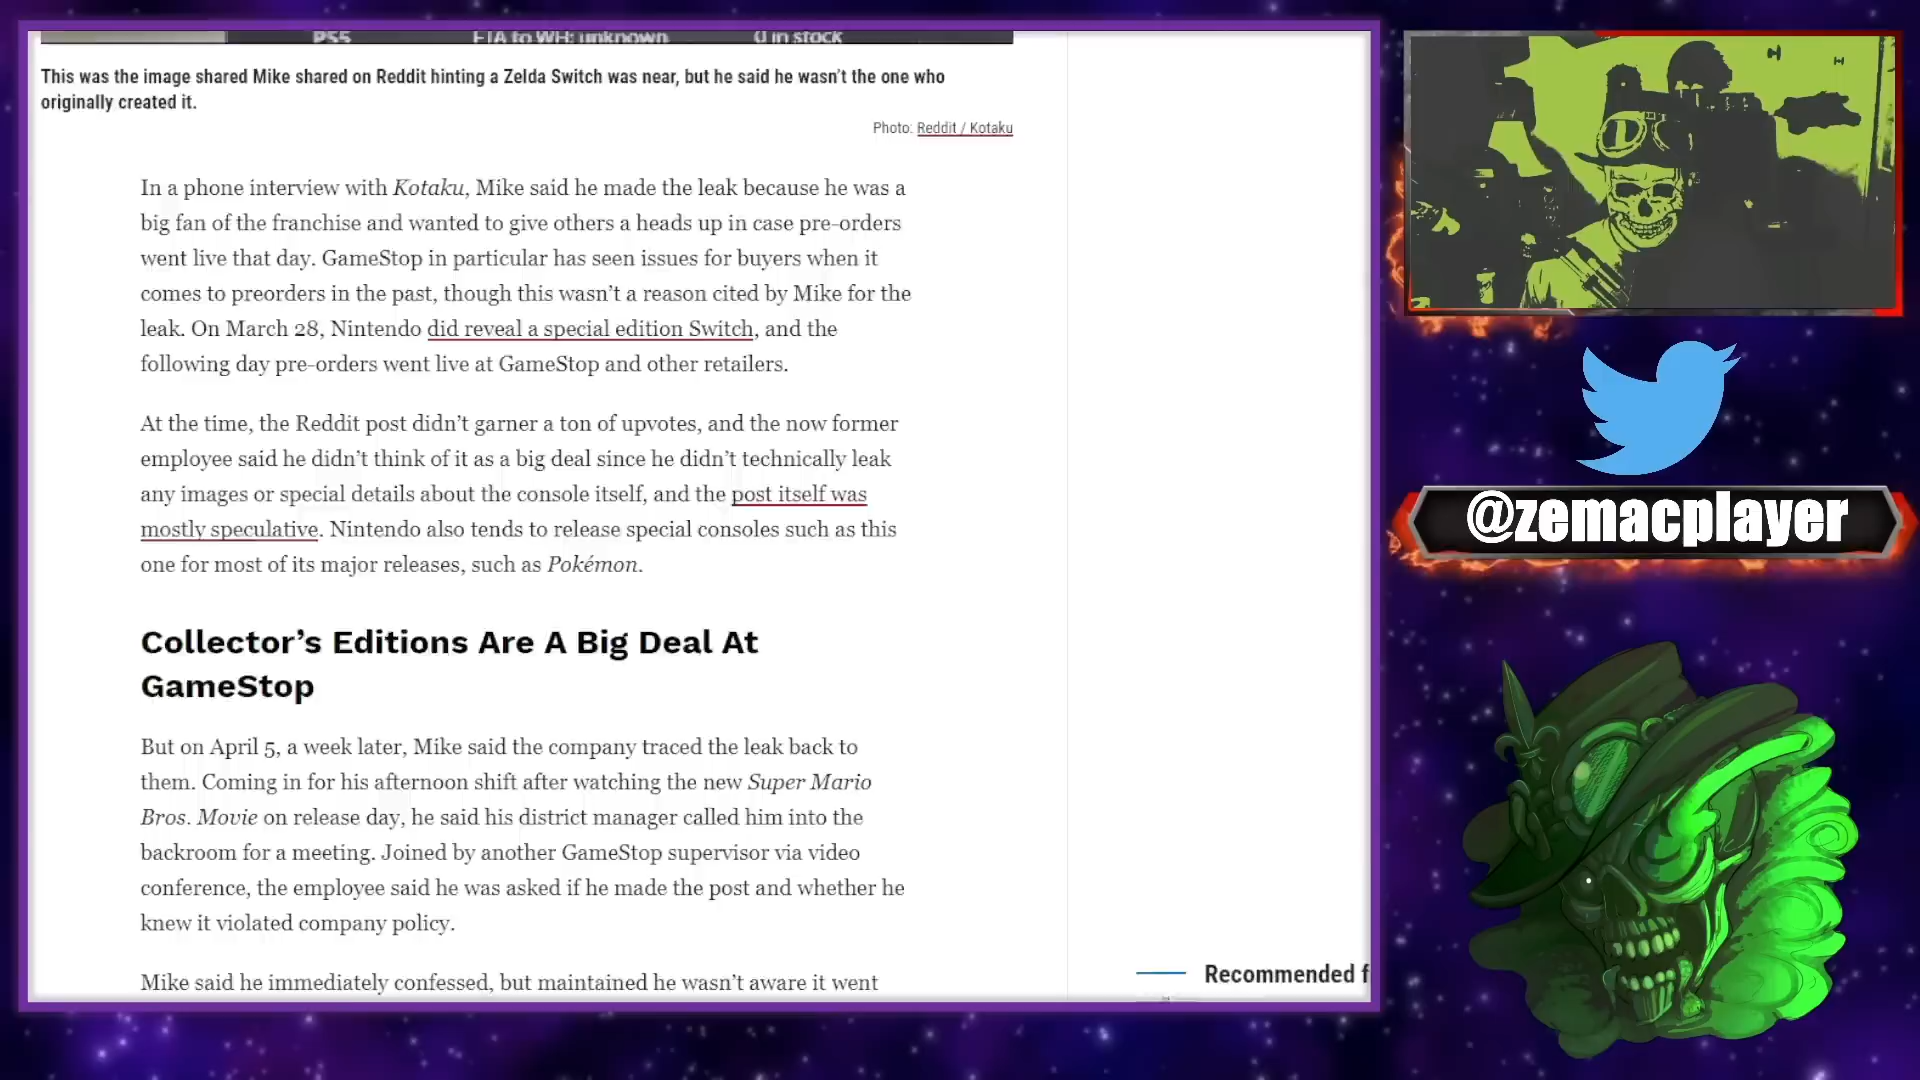 PS5 ETA to WH: unknown 0 in stock
This was the image shared Mike shared on Reddit hinting a Zelda Switch was near, but he said he wasn't the one who
originally created it.
Photo: Reddit / Kotaku
In a phone interview with Kotaku, Mike said he made the leak because he was a
big fan of the franchise and wanted to give others a heads up in case pre-orders
went live that day. GameStop in particular has seen issues for buyers when it
comes to preorders in the past, though this wasn't a reason cited by Mike for the
leak. On March 28, Nintendo did reveal a special edition Switch, and the
following day pre-orders went live at GameStop and other retailers.
At the time, the Reddit post didn't garner a ton of upvotes, and the now former
employee said he didn't think of it as a big deal since he didn't technically leak
any images or special details about the console itself, and the post itself was
mostly speculative. Nintendo also tends to release special consoles such as this
one for most of its major releases, such as Pokémon.
Collector's Editions Are A Big Deal At
GameStop
But on April 5, a week later, Mike said the company traced the leak back to
them. Coming in for his afternoon shift after watching the new Super Mario
Bros. Movie on release day, he said his district manager called him into the
backroom for a meeting. Joined by another GameStop supervisor via video
conference, the employee said he was asked if he made the post and whether he
knew it violated company policy.
Mike said he immediately confessed, but maintained he wasn't aware it went
Recommended f
@zemacplayer